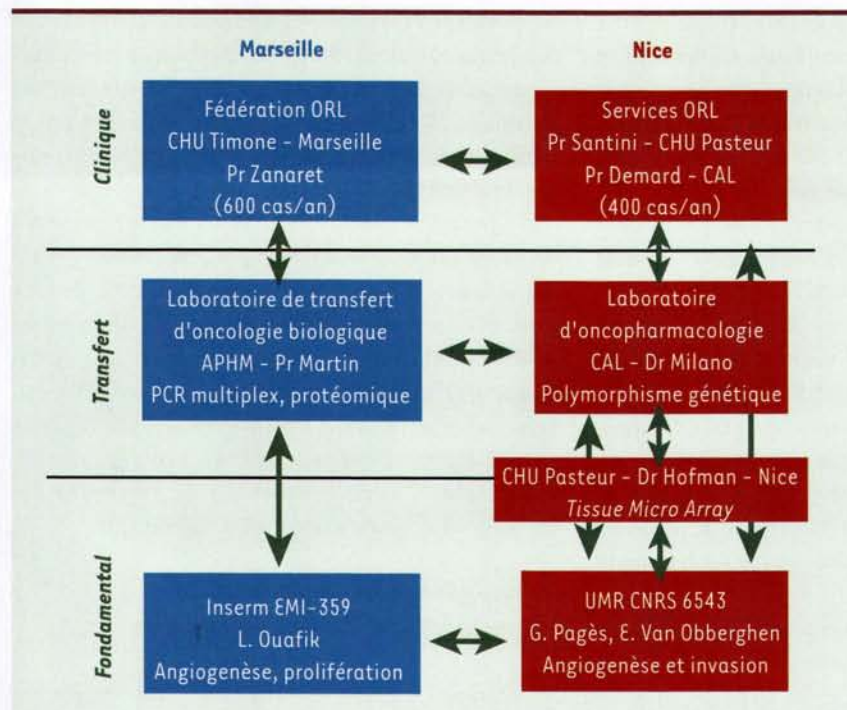 Marseille
Nice
Clinique
Fédération ORL
CHU Timone - Marseille
Pr Zanaret
(600 cas/an)
Services ORL
Pr Santini - CHU Pasteur
Pr Demard - CAL
(400 cas/an)
Transfert
Laboratoire de transfert
d'oncologie biologique
APHM - Pr Martin
PCR multiplex, protéomique
Laboratoire
d'oncopharmacologie
CAL - Dr Milano
Polymorphisme génétique
CHU Pasteur - Dr Hofman - Nice
Tissue Micro Array
Fondamental
Inserm EMI-359
L. Ouafik
Angiogenèse, prolifération
UMR CNRS 6543
G. Pagès, E. Van Obberghen
Angiogenèse et invasion